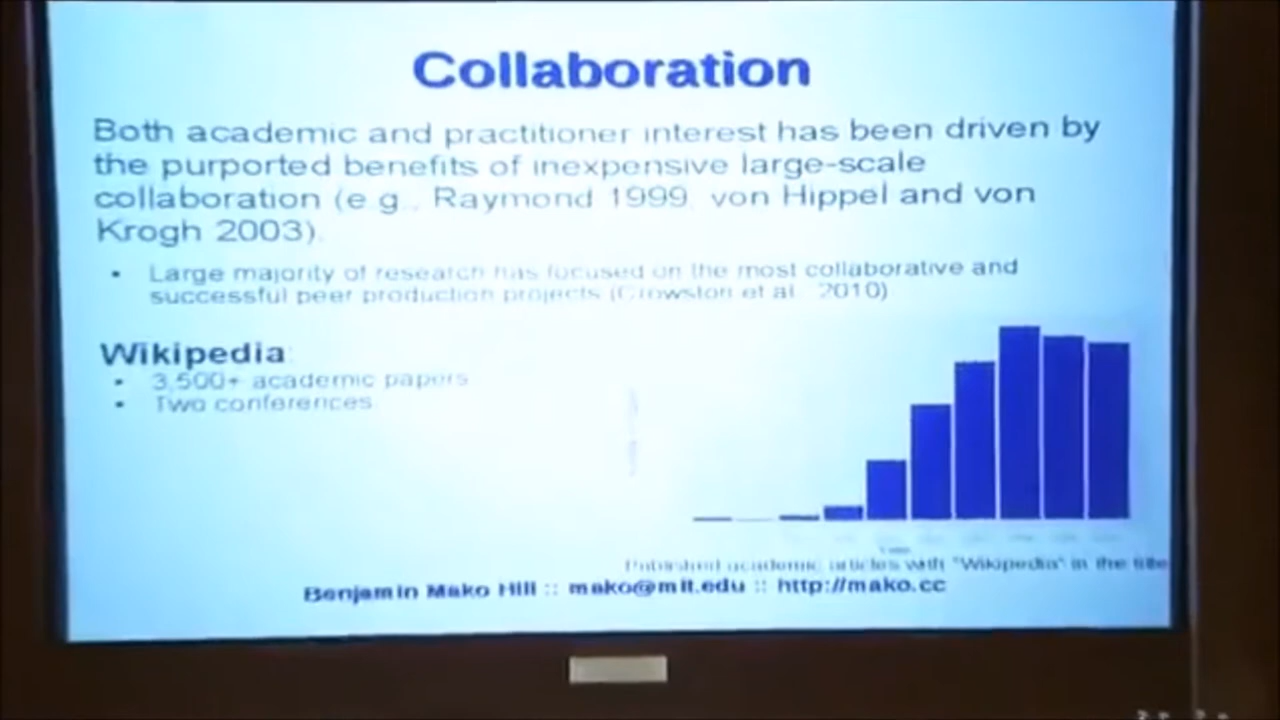 Collaboration
Both academic and practitioner interest has been driven by
the purported benefits of inexpensive large-scale
collaboration (e.g., Raymond 1999, von Hippel and von
Krogh 2003).
• Large majority of research has focused on the most collaborative and
successful peer production projects (Crowston et al., 2010)
Wikipedia:
• 3,500+ academic papers
• Two conferences
Published academic articles with "Wikipedia" in the title
Benjamin Mako Hill :: mako@mit.edu :: http://mako.cc